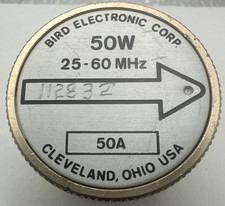 BIRD ELECTRONIC CORP.
50W
25-60 MHz
112832
50A
CLEVELAND, OHIO USA